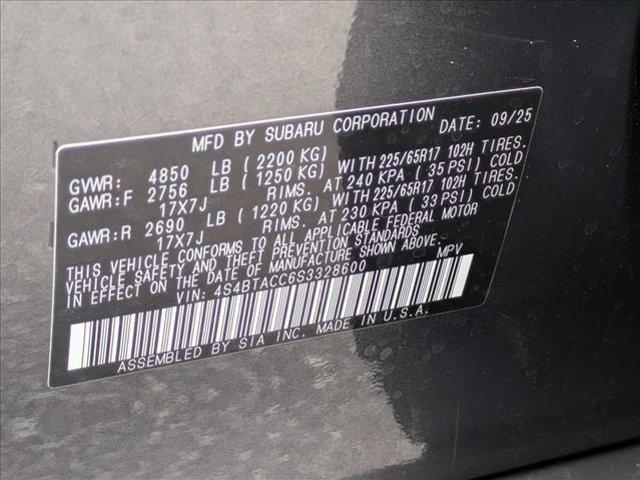 MFD BY SUBARU CORPORATION DATE: 09/25
GVWR: 4850 LB (2200 KG)
GAWR:F 2756 LB (1250 KG) WITH 225/65R17 102H TIRES.
17X7J RIMS. AT 240 KPA (35 PSI) COLD
GAWR:R 2690 LB (1220 KG) WITH 225/65R17 102H TIRES.
17X7J RIMS. AT 230 KPA (33 PSI) COLD
THIS VEHICLE CONFORMS TO ALL APPLICABLE FEDERAL MOTOR
VEHICLE SAFETY AND THEFT PREVENTION STANDARDS
IN EFFECT ON THE DATE OF MANUFACTURE SHOWN ABOVE.
VIN: 4S4BTACC6S3328600 MPV
ASSEMBLED BY SIA INC. MADE IN U.S.A.